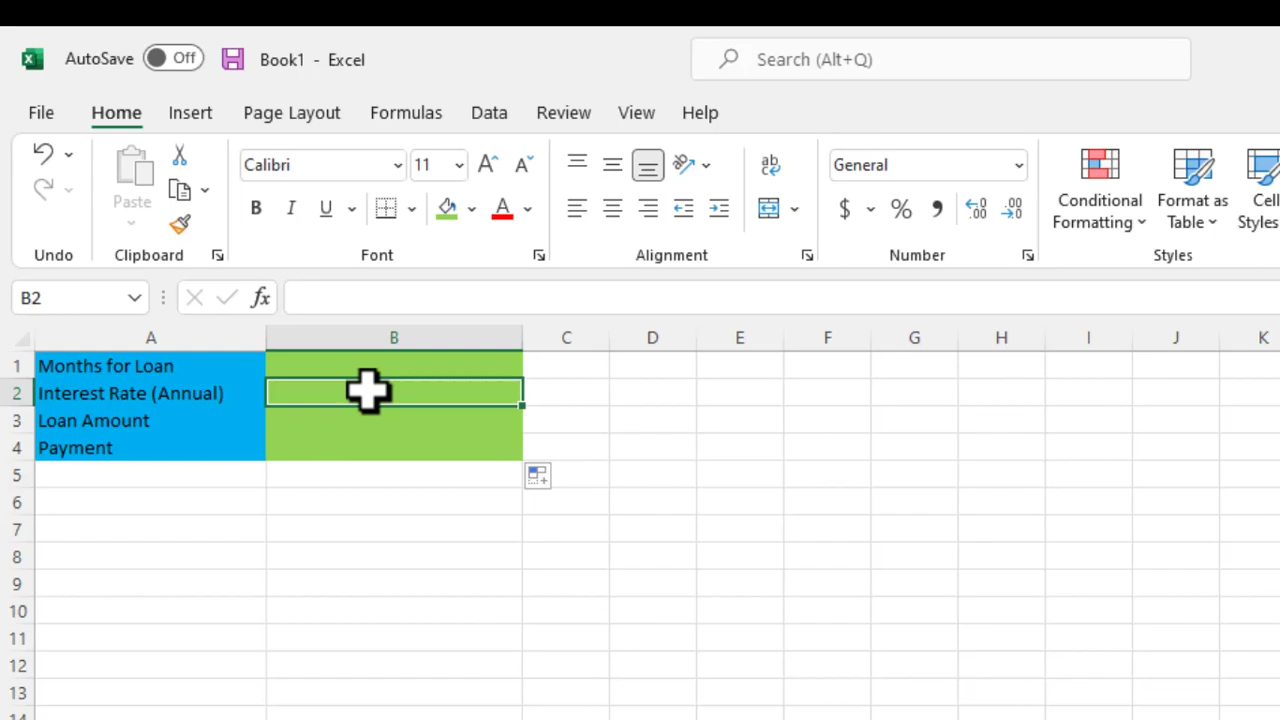 AutoSave Off Book1 - Excel Search (Alt+Q)
File Home Insert Page Layout Formulas Data Review View Help
Calibri 11 General
Paste B I U A $ % Conditional Formatting Format as Table Cell Styles
Undo Clipboard Font Alignment Number Styles
B2 fx
A B C D E F G H I J K
1 Months for Loan
2 Interest Rate (Annual)
3 Loan Amount
4 Payment
5
6
7
8
9
10
11
12
13
14